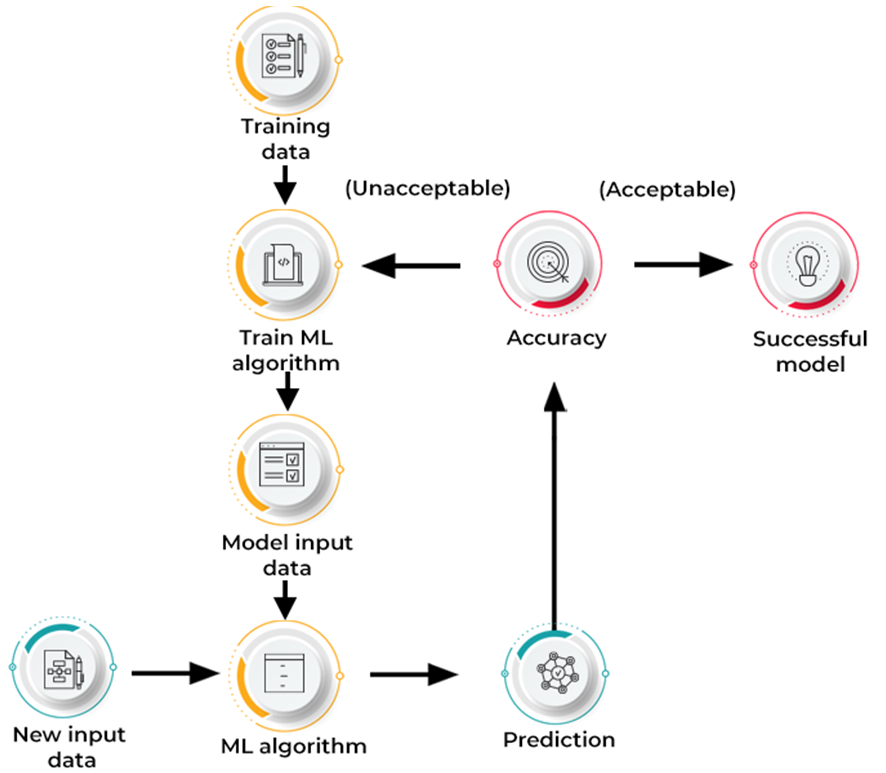 Training
data
(Unacceptable)
(Acceptable)
</>
Train ML
algorithm
Accuracy
Successful
model
Model input
data
New input
data
ML algorithm
Prediction